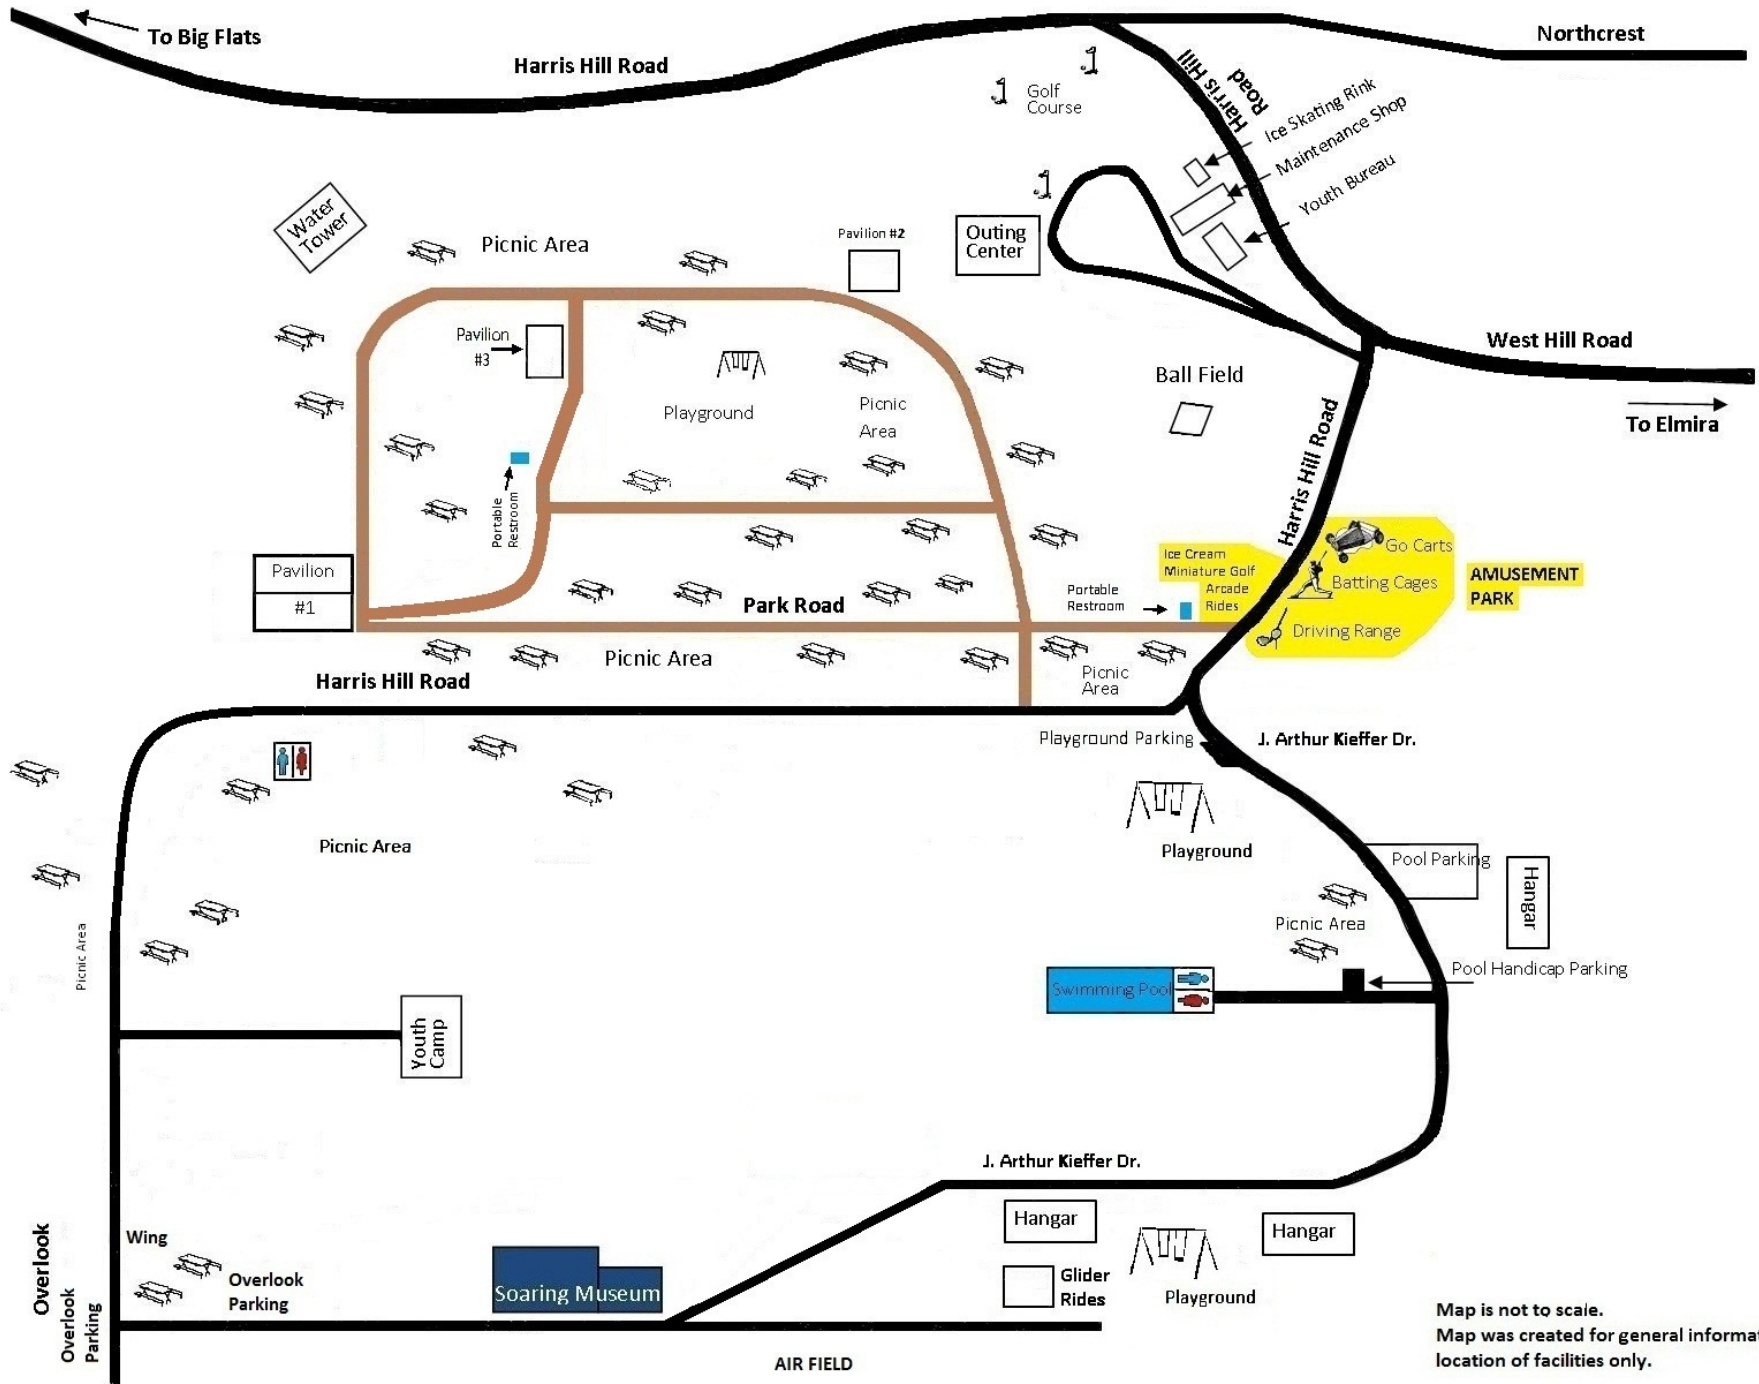 To Big Flats
Harris Hill Road
Northcrest
Harris Hill
Road
Golf
Course
Ice Skating Rink
Maintenance Shop
Youth Bureau
Water
Tower
Picnic Area
Pavilion #2
Outing
Center
Pavilion
#3
West Hill Road
To Elmira
Ball Field
Harris Hill Road
Playground
Picnic
Area
Portable
Restroom
Pavilion
#1
Park Road
Portable
Restroom
Ice Cream
Miniature Golf
Arcade
Rides
Go Carts
Batting Cages
Driving Range
AMUSEMENT
PARK
Picnic Area
Picnic
Area
Harris Hill Road
Playground Parking
J. Arthur Kieffer Dr.
Playground
Picnic Area
Pool Parking
Hangar
Picnic Area
Picnic Area
Pool Handicap Parking
Swimming Pool
Youth
Camp
J. Arthur Kieffer Dr.
Hangar
Hangar
Glider
Rides
Playground
Wing
Overlook
Overlook
Parking
Overlook
Parking
Soaring Museum
AIR FIELD
Map is not to scale.
Map was created for general informat
location of facilities only.